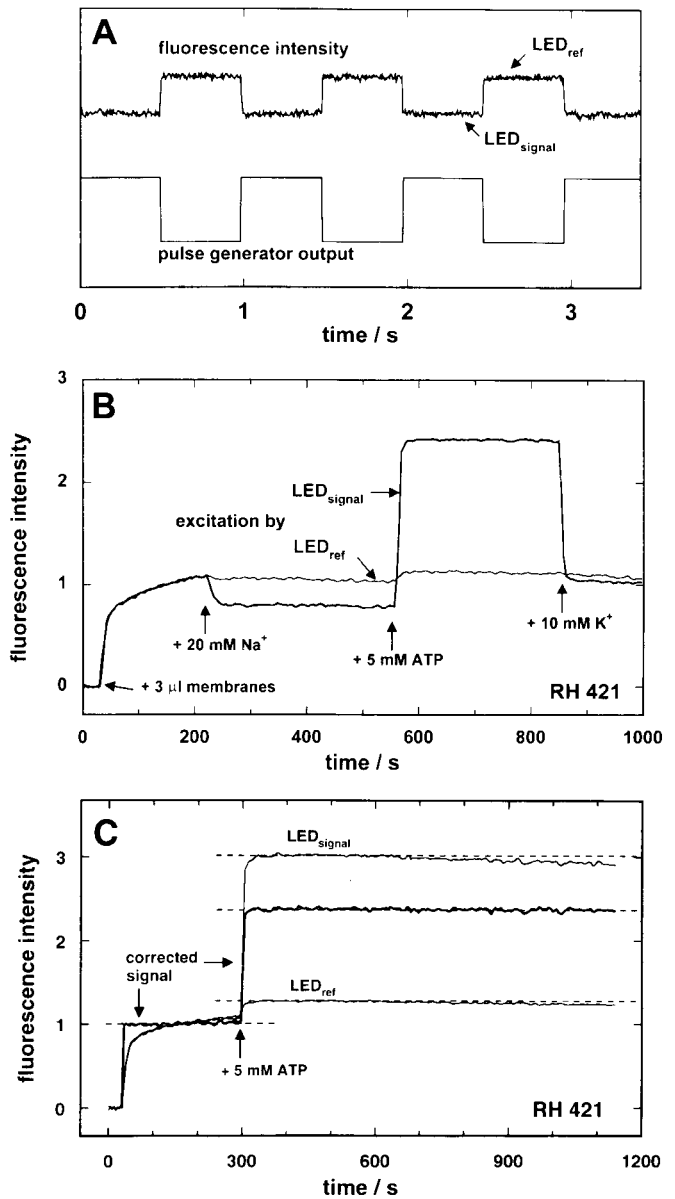 A
fluorescence intensity
LEDref
LEDsignal
pulse generator output
0 1 2 3
time / s
B
3
2
1
0
fluorescence intensity
LEDsignal
excitation by
LEDref
+ 20 mM Na⁺
+ 5 mM ATP
+ 10 mM K⁺
+ 3 µl membranes
RH 421
0 200 400 600 800 1000
time / s
C
3
2
1
0
fluorescence intensity
LEDsignal
corrected
signal
LEDref
+ 5 mM ATP
RH 421
0 300 600 900 1200
time / s